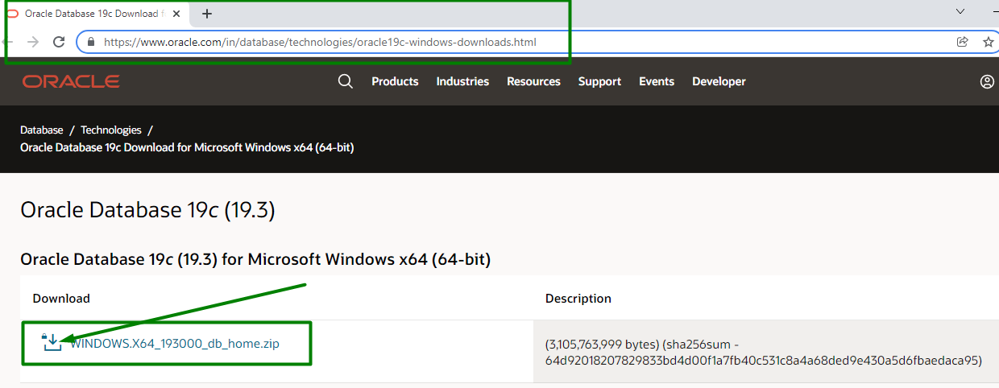 Oracle Database 19c Download f
https://www.oracle.com/in/database/technologies/oracle19c-windows-downloads.html
ORACLE Products Industries Resources Support Events Developer
Database / Technologies /
Oracle Database 19c Download for Microsoft Windows x64 (64-bit)
Oracle Database 19c (19.3)
Oracle Database 19c (19.3) for Microsoft Windows x64 (64-bit)
Download Description
WINDOWS.X64_193000_db_home.zip (3,105,763,999 bytes) (sha256sum -
64d92018207829833bd4d00f1a7fb40c531c8a4a68ded9e430a5d6fbaedaca95)